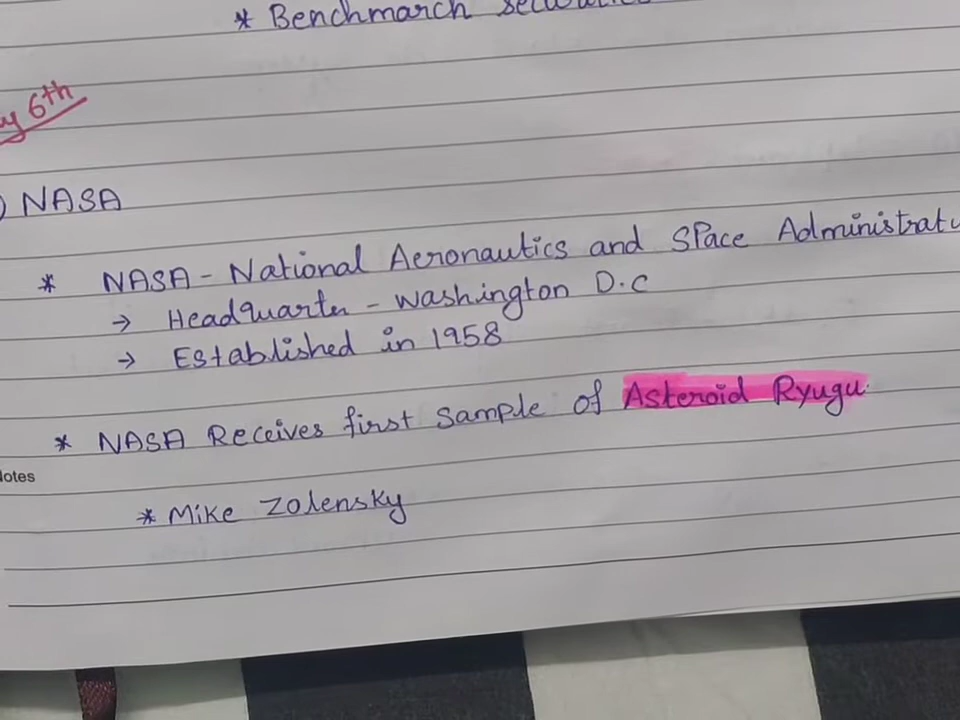 * Benchmarch
6th
NASA
* NASA - National Aeronautics and Space Administrat
→ Headquarter - Washington D.C
→ Established in 1958
* NASA Receives first Sample of Asteroid Ryugu.
Notes
* Mike Zolensky